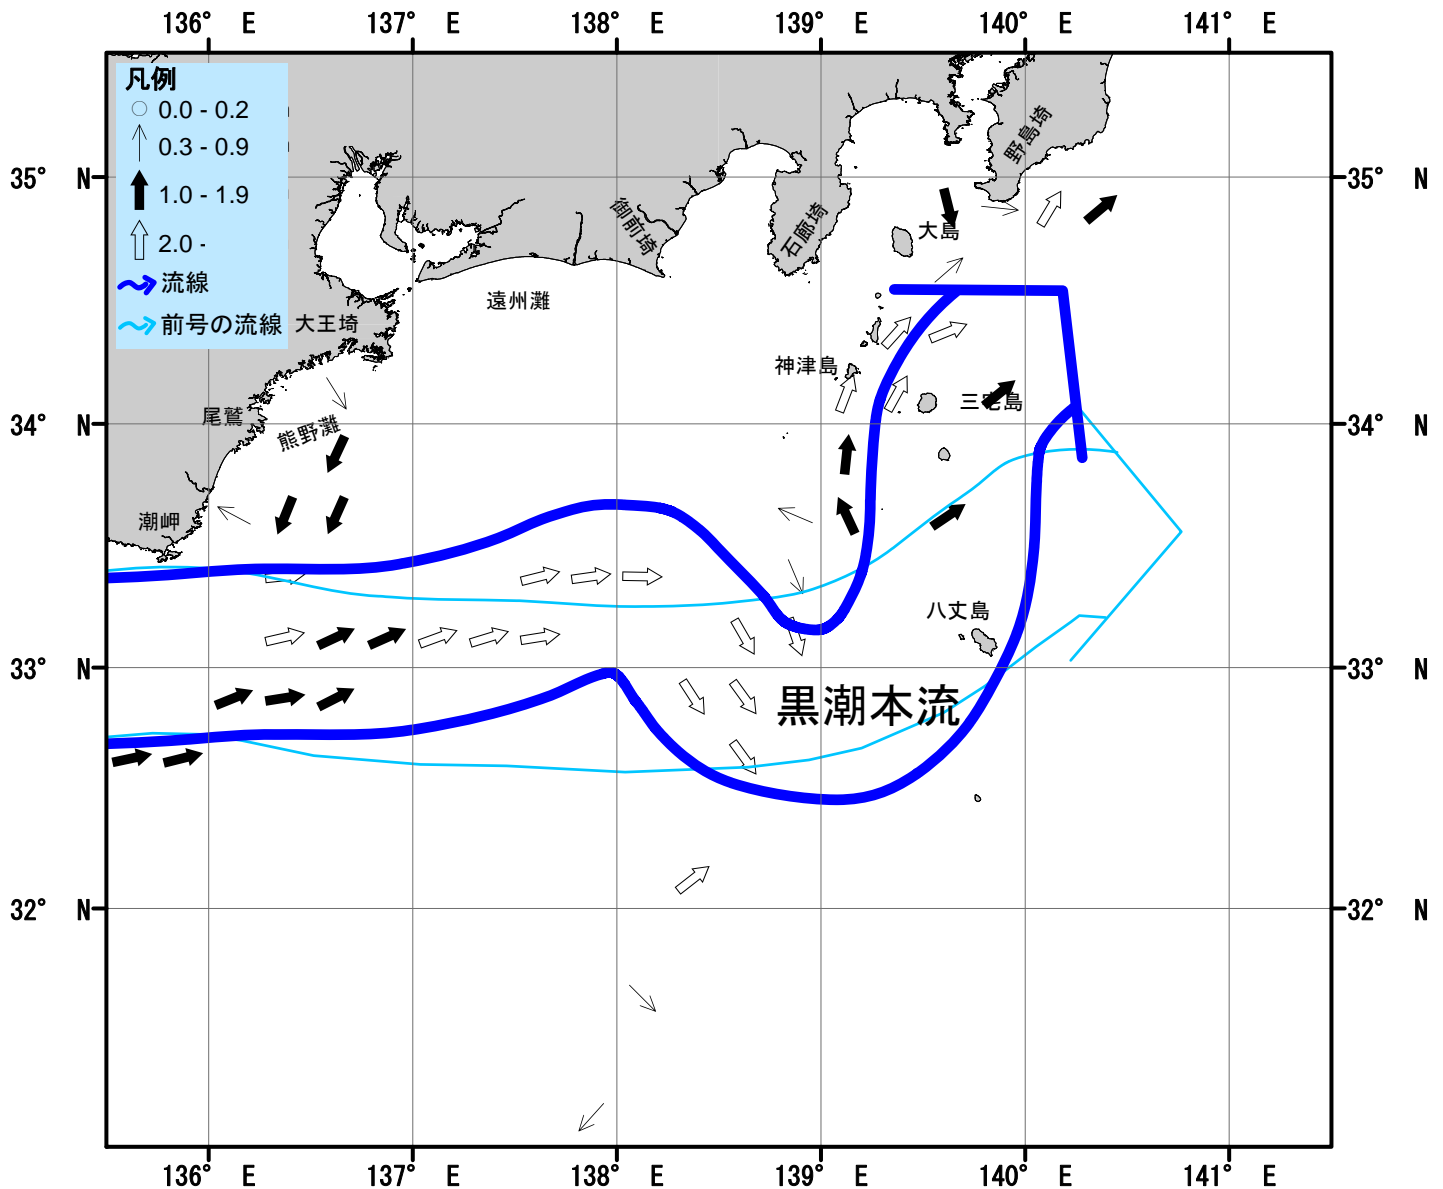 136° E 137° E 138° E 139° E 140° E 141° E
凡例
0.0 - 0.2
0.3 - 0.9
1.0 - 1.9
2.0 -
流線
前号の流線
野島埼
35° N 35° N
御前埼
石廊埼
大島
遠州灘
大王埼
神津島
三宅島
尾鷲
34° N 34° N
熊野灘
潮岬
八丈島
33° N 33° N
黒潮本流
32° N 32° N
136° E 137° E 138° E 139° E 140° E 141° E